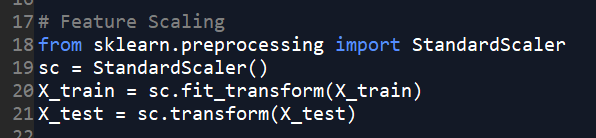 17 # Feature Scaling
18 from sklearn.preprocessing import StandardScaler
19 sc = StandardScaler()
20 X_train = sc.fit_transform(X_train)
21 X_test = sc.transform(X_test)